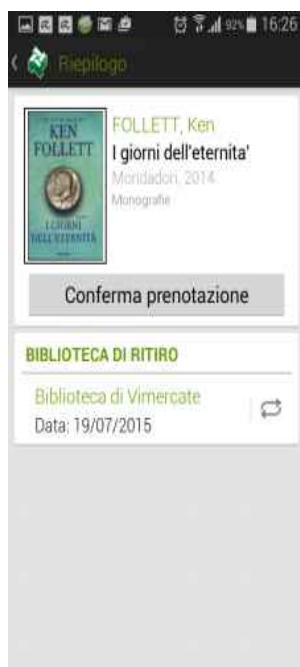 92% 16:26
Riepilogo
KEN
FOLLETT
I GIORNI
DELL'ETERNITÀ
FOLLETT, Ken
I giorni dell'eternita'
Mondadori, 2014
Monografie
Conferma prenotazione
BIBLIOTECA DI RITIRO
Biblioteca di Vimercate
Data: 19/07/2015